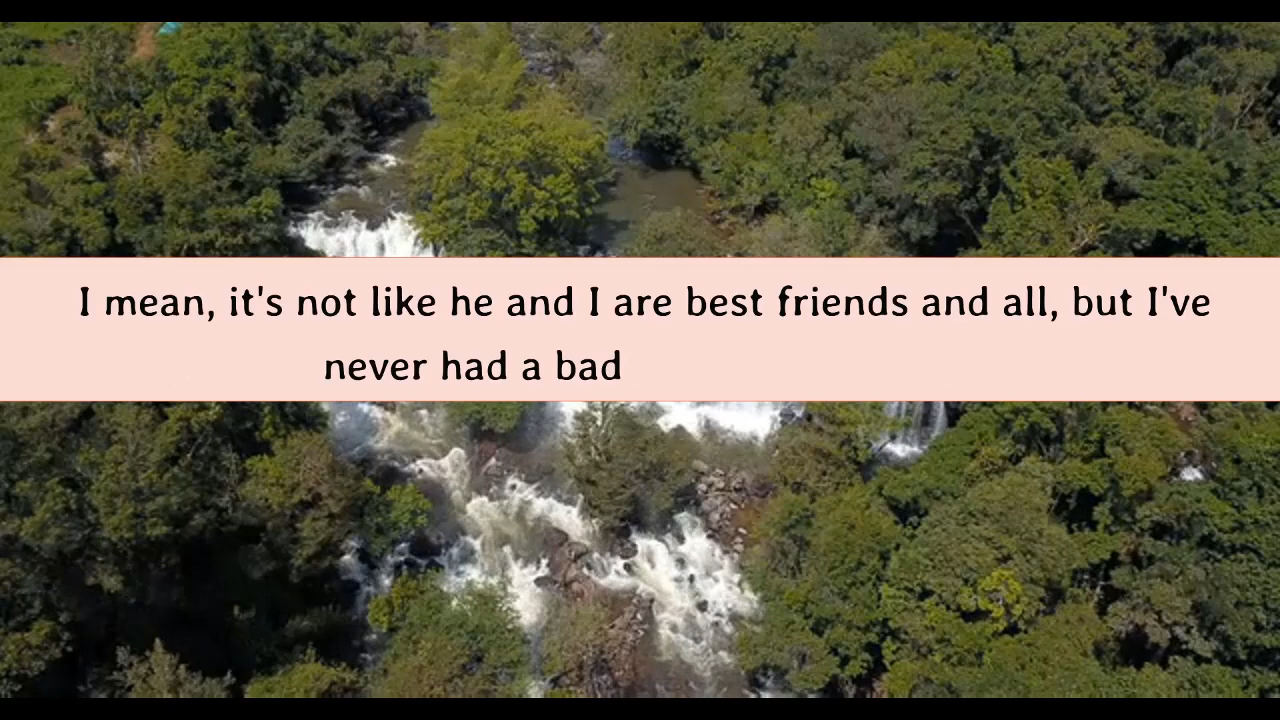 I mean, it's not like he and I are best friends and all, but I've
never had a bad